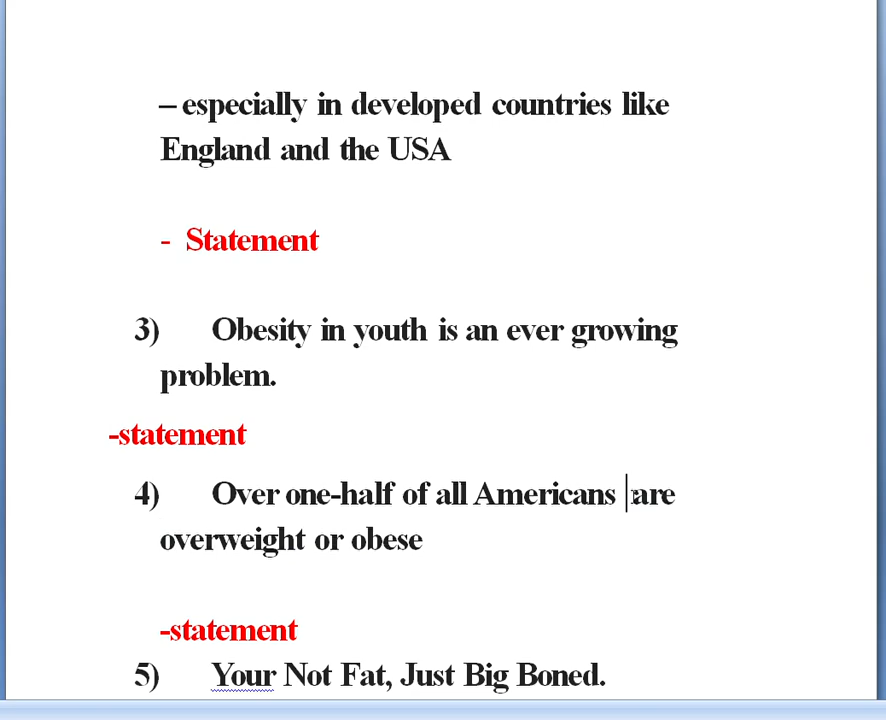 – especially in developed countries like
England and the USA
- Statement
3) Obesity in youth is an ever growing
problem.
-statement
4) Over one-half of all Americans are
overweight or obese
-statement
5) Your Not Fat, Just Big Boned.